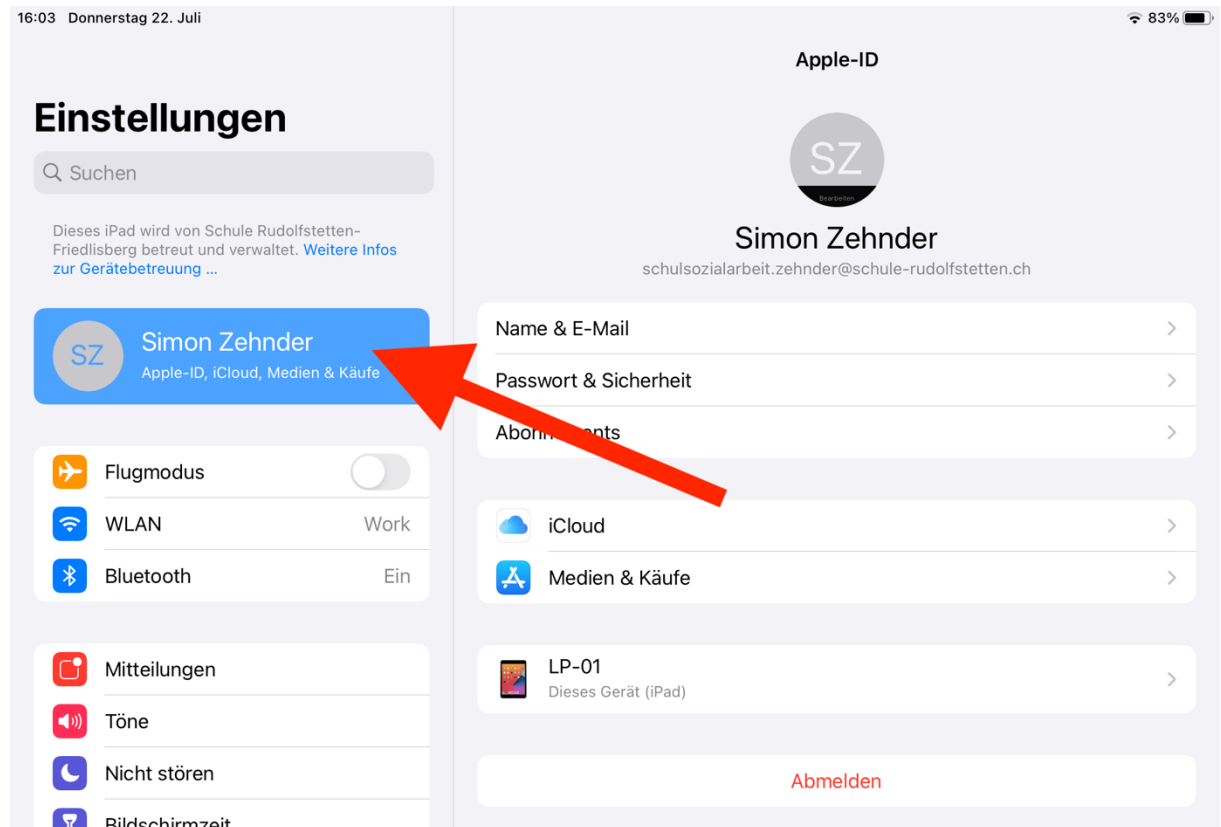 16:03 Donnerstag 22. Juli
83%
Einstellungen
Suchen
Dieses iPad wird von Schule Rudolfstetten-
Friedlisberg betreut und verwaltet. Weitere Infos
zur Gerätebetreuung ...
SZ
Simon Zehnder
Apple-ID, iCloud, Medien & Käufe
Flugmodus
WLAN
Work
Bluetooth
Ein
Mitteilungen
Töne
Nicht stören
Bildschirmzeit
Apple-ID
SZ
Bearbeiten
Simon Zehnder
schulsozialarbeit.zehnder@schule-rudolfstetten.ch
Name & E-Mail
Passwort & Sicherheit
Abonnements
iCloud
Medien & Käufe
LP-01
Dieses Gerät (iPad)
Abmelden